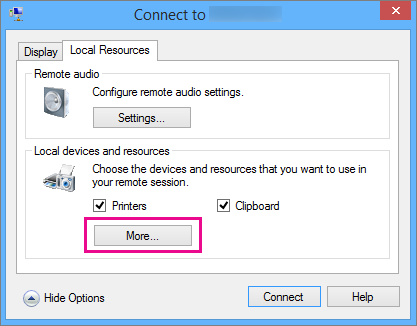 Connect to
Display
Local Resources
Remote audio
Configure remote audio settings.
Settings...
Local devices and resources
Choose the devices and resources that you want to use in
your remote session.
Printers
Clipboard
More...
Hide Options
Connect
Help